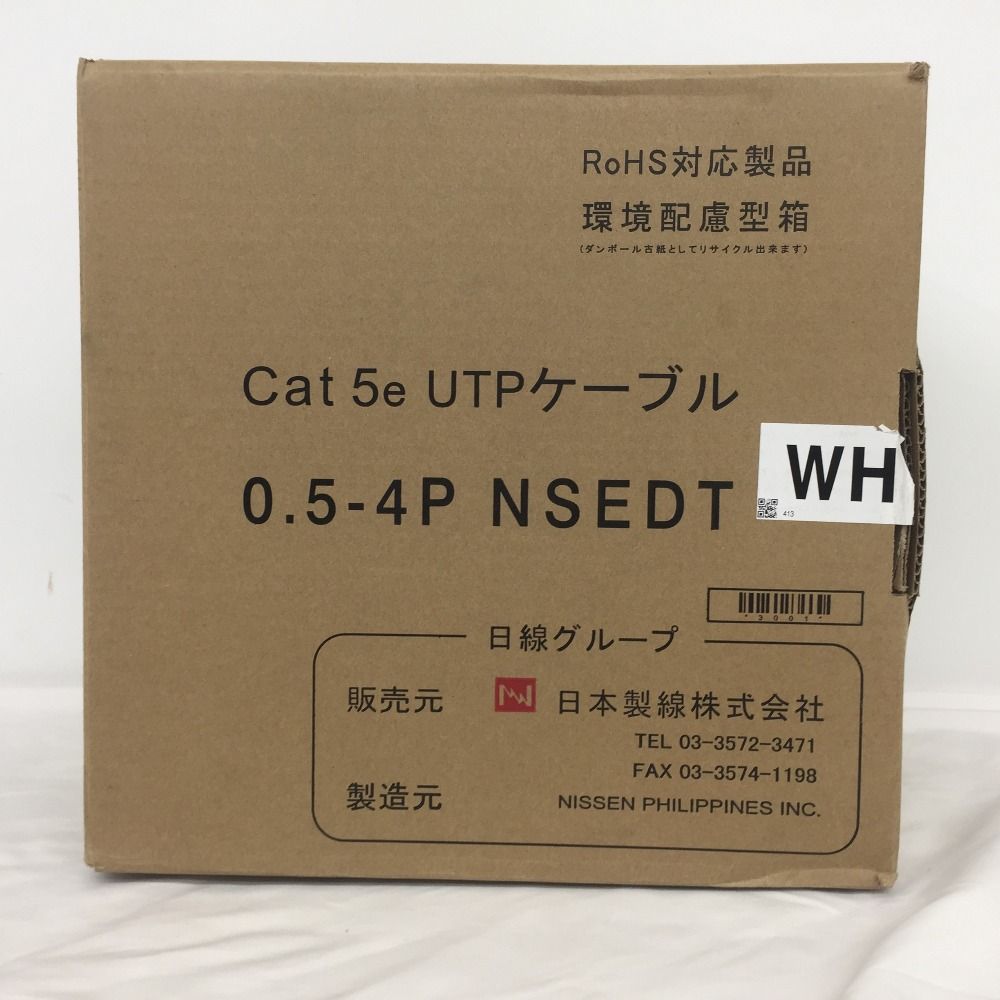 RoHS対応製品
環境配慮型箱
(ダンボール古紙としてリサイクル出来ます)
Cat 5e UTPケーブル
0.5-4P NSEDT
WH
413
*3001*
日線グループ
販売元 日本製線株式会社
TEL 03-3572-3471
FAX 03-3574-1198
製造元 NISSEN PHILIPPINES INC.